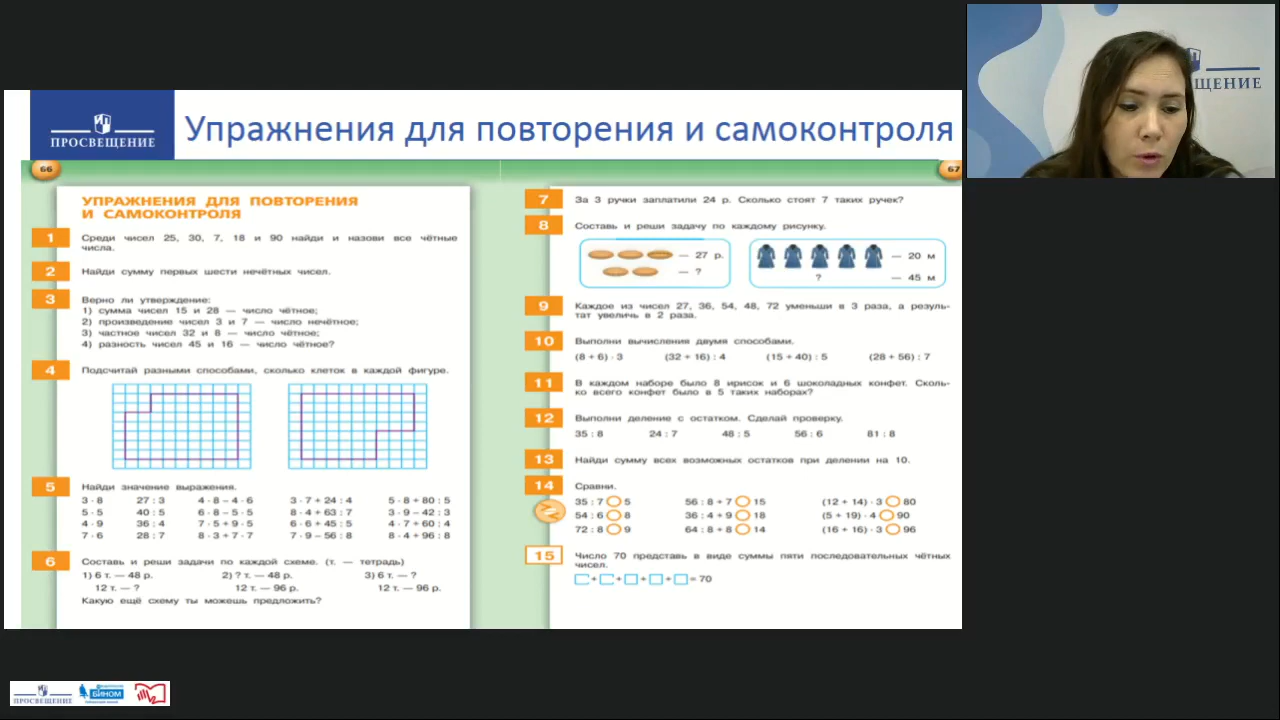 ЩЕНИЕ
ПРОСВЕЩЕНИЕ
Упражнения для повторения и самоконтроля
66
67
УПРАЖНЕНИЯ ДЛЯ ПОВТОРЕНИЯ
И САМОКОНТРОЛЯ
1 Среди чисел 25, 30, 7, 18 и 90 найди и назови все чётные
числа.
2 Найди сумму первых шести нечётных чисел.
3 Верно ли утверждение:
1) сумма чисел 15 и 28 — число чётное;
2) произведение чисел 3 и 7 — число нечётное;
3) частное чисел 32 и 8 — число чётное;
4) разность чисел 45 и 16 — число чётное?
4 Подсчитай разными способами, сколько клеток в каждой фигуре.
5 Найди значение выражения.
3 · 8 27 : 3 4 · 8 – 4 · 6 3 · 7 + 24 : 4 5 · 8 + 80 : 5
5 · 5 40 : 5 6 · 8 – 5 · 5 8 · 4 + 63 : 7 3 · 9 – 42 : 3
4 · 9 36 : 4 7 · 5 + 9 · 5 6 · 6 + 45 : 5 4 · 7 + 60 : 4
7 · 6 28 : 7 8 · 3 + 7 · 7 7 · 9 – 56 : 8 8 · 4 + 96 : 8
6 Составь и реши задачи по каждой схеме. (т. — тетрадь)
1) 6 т. — 48 р. 2) ? т. — 48 р. 3) 6 т. — ?
12 т. — ? 12 т. — 96 р. 12 т. — 96 р.
Какую ещё схему ты можешь предложить?
7 За 3 ручки заплатили 24 р. Сколько стоят 7 таких ручек?
8 Составь и реши задачу по каждому рисунку.
— 27 р.
— ?
— 20 м
? — 45 м
9 Каждое из чисел 27, 36, 54, 48, 72 уменьши в 3 раза, а резуль-
тат увеличь в 2 раза.
10 Выполни вычисления двумя способами.
(8 + 6) · 3 (32 + 16) : 4 (15 + 40) : 5 (28 + 56) : 7
11 В каждом наборе было 8 ирисок и 6 шоколадных конфет. Сколь-
ко всего конфет было в 5 таких наборах?
12 Выполни деление с остатком. Сделай проверку.
35 : 8 24 : 7 48 : 5 56 : 6 81 : 8
13 Найди сумму всех возможных остатков при делении на 10.
14 Сравни.
35 : 7 5 56 : 8 + 7 15 (12 + 14) · 3 80
54 : 6 8 36 : 4 + 9 18 (5 + 19) · 4 90
72 : 8 9 64 : 8 + 8 14 (16 + 16) · 3 96
15 Число 70 представь в виде суммы пяти последовательных чётных
чисел.
+ + + + = 70
ПРОСВЕЩЕНИЕ
БИНОМ